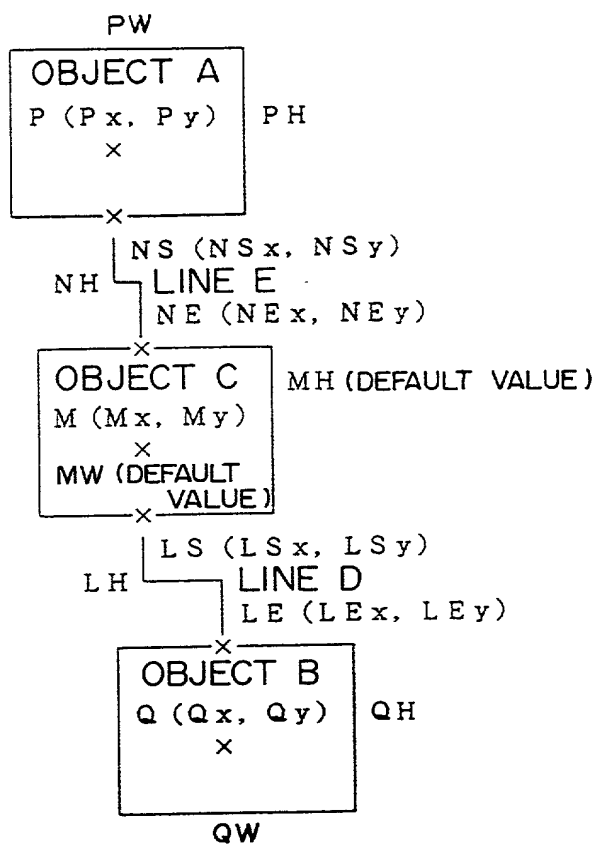 PW
OBJECT A
P (Px, Py) PH
NS (NSx, NSy)
NH LINE E
NE (NEx, NEy)
OBJECT C MH (DEFAULT VALUE)
M (Mx, My)
MW (DEFAULT
VALUE)
LS (LSx, LSy)
LH LINE D
LE (LEx, LEy)
OBJECT B
Q (Qx, Qy) QH
QW